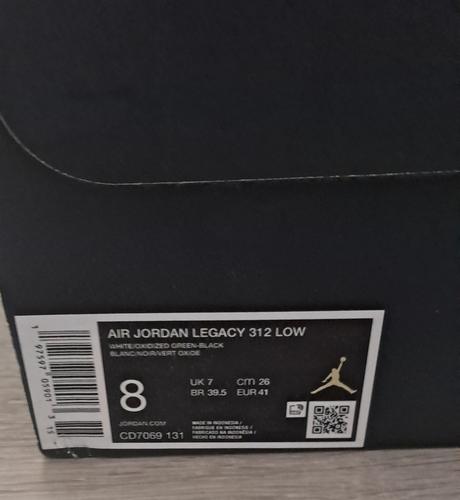 AIR JORDAN LEGACY 312 LOW
WHITE/OXIDIZED GREEN-BLACK
BLANC/NOIR/VERT OXIDE
8
UK 7 cm 26
BR 39.5 EUR 41
JORDAN.COM
CD7069 131
MADE IN INDONESIA /
FABRIQUE EN INDONESIE /
FABRICADO NA INDONÉSIA /
HECHO EN INDONESIA